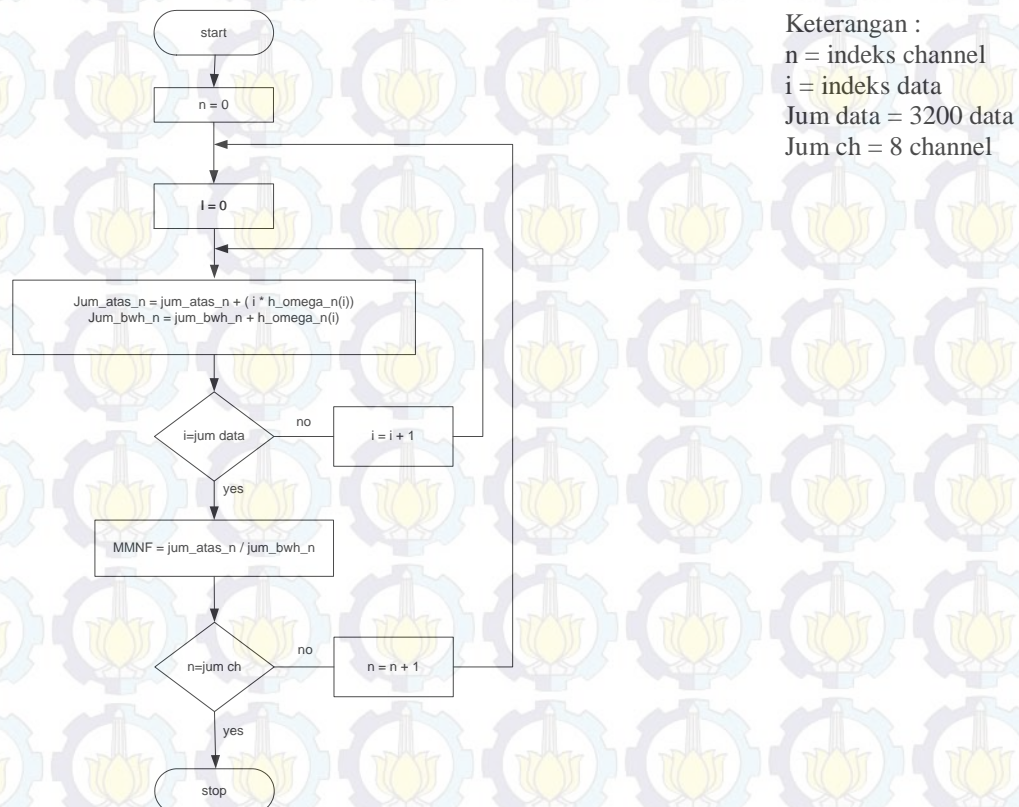 start
n = 0
I = 0
Jum_atas_n = jum_atas_n + ( i * h_omega_n(i))
Jum_bwh_n = jum_bwh_n + h_omega_n(i)
i=jum data
no
i = i + 1
yes
MMNF = jum_atas_n / jum_bwh_n
n=jum ch
no
n = n + 1
yes
stop
Keterangan :
n = indeks channel
i = indeks data
Jum data = 3200 data
Jum ch = 8 channel